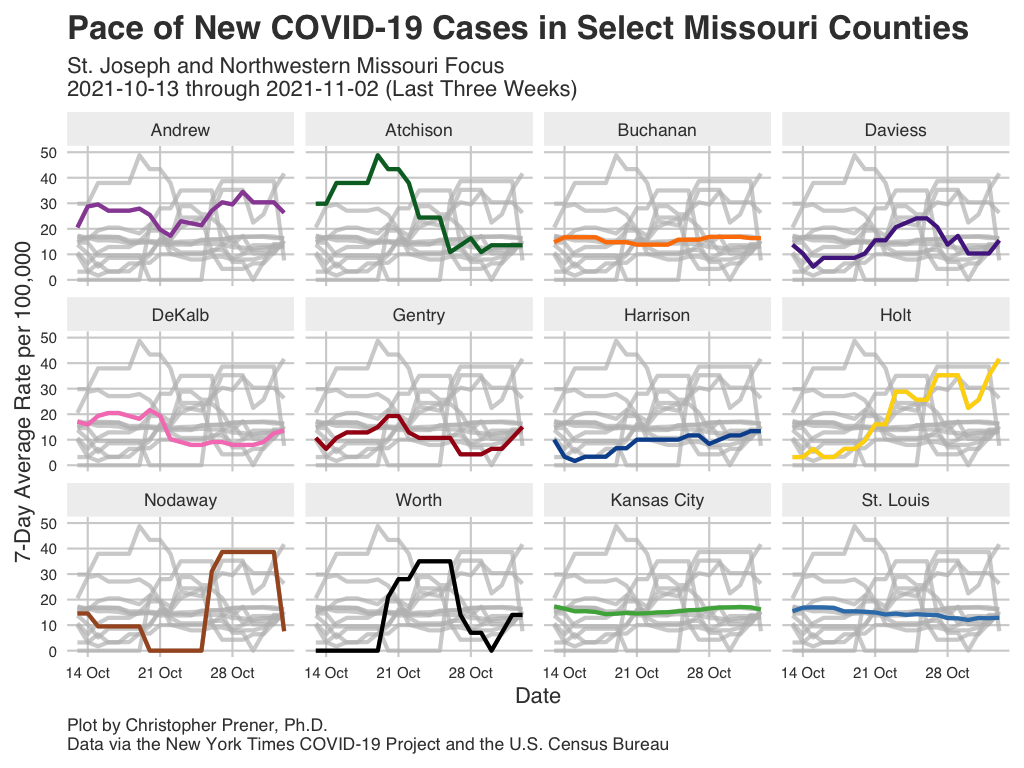 Pace of New COVID-19 Cases in Select Missouri Counties
St. Joseph and Northwestern Missouri Focus
2021-10-13 through 2021-11-02 (Last Three Weeks)
Andrew Atchison Buchanan Daviess
50
40
30
20
10
0
DeKalb Gentry Harrison Holt
50
40
30
20
10
0
Nodaway Worth Kansas City St. Louis
50
40
30
20
10
0
7-Day Average Rate per 100,000
14 Oct 21 Oct 28 Oct 14 Oct 21 Oct 28 Oct 14 Oct 21 Oct 28 Oct 14 Oct 21 Oct 28 Oct
Date
Plot by Christopher Prener, Ph.D.
Data via the New York Times COVID-19 Project and the U.S. Census Bureau